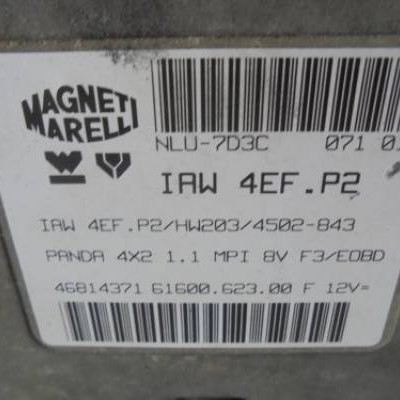 MAGNETI
MARELLI
NLU-7D3C 071 0
IAW 4EF.P2
IAW 4EF.P2/HW203/4502-843
PANDA 4X2 1.1 MPI 8V F3/EOBD
46814371 61600.623.00 F 12V=